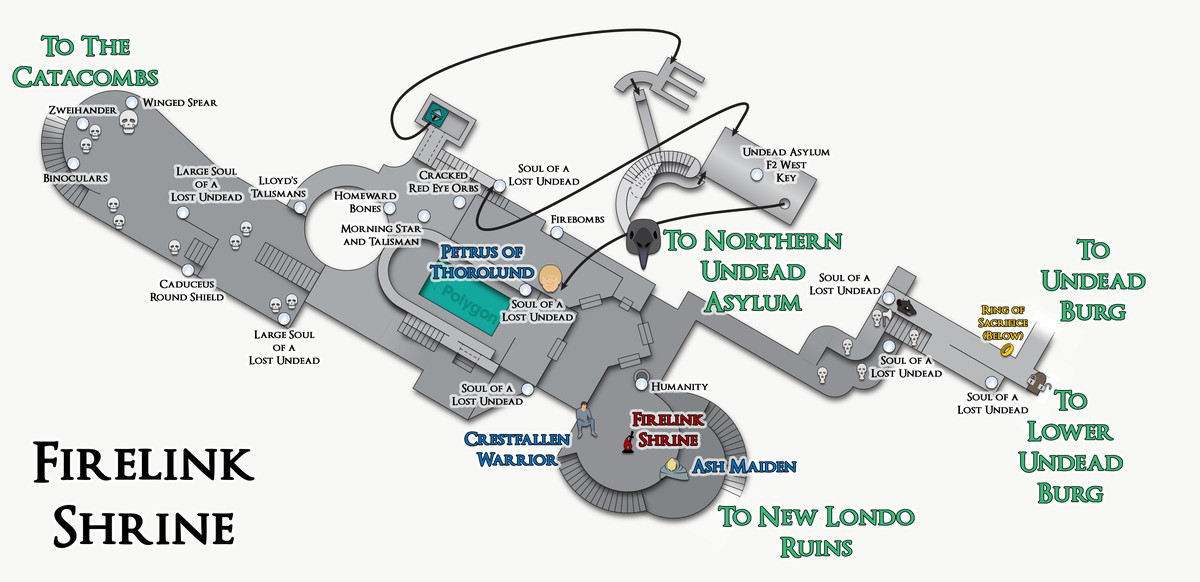 To The
Catacombs
Zweihander
Winged Spear
Binoculars
Large Soul
of a
Lost Undead
Lloyd's
Talismans
Homeward
Bones
Cracked
Red Eye Orbs
Soul of a
Lost Undead
Morning Star
and Talisman
Firebombs
Undead Asylum
F2 West
Key
Petrus of
Thorolund
Soul of a
Lost Undead
Polygon
Caduceus
Round Shield
Large Soul
of a
Lost Undead
To Northern
Undead
Asylum
Soul of a
Lost Undead
To
Undead
Burg
Ring of
Sacrifice
(Below)
Soul of a
Lost Undead
Soul of a
Lost Undead
To
Lower
Undead
Burg
Soul of a
Lost Undead
Humanity
Crestfallen
Warrior
Firelink
Shrine
Ash Maiden
To New Londo
Ruins
Firelink
Shrine